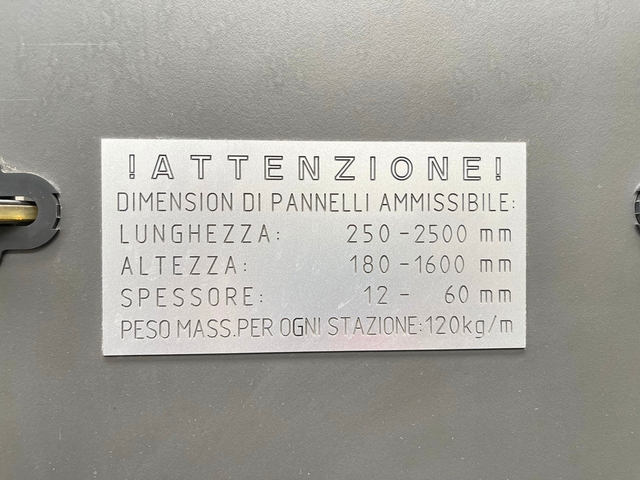 !ATTENZIONE!
DIMENSION DI PANNELLI AMMISSIBILE:
LUNGHEZZA: 250-2500 mm
ALTEZZA: 180-1600 mm
SPESSORE: 12- 60 mm
PESO MASS.PER OGNI STAZIONE:120kg/m